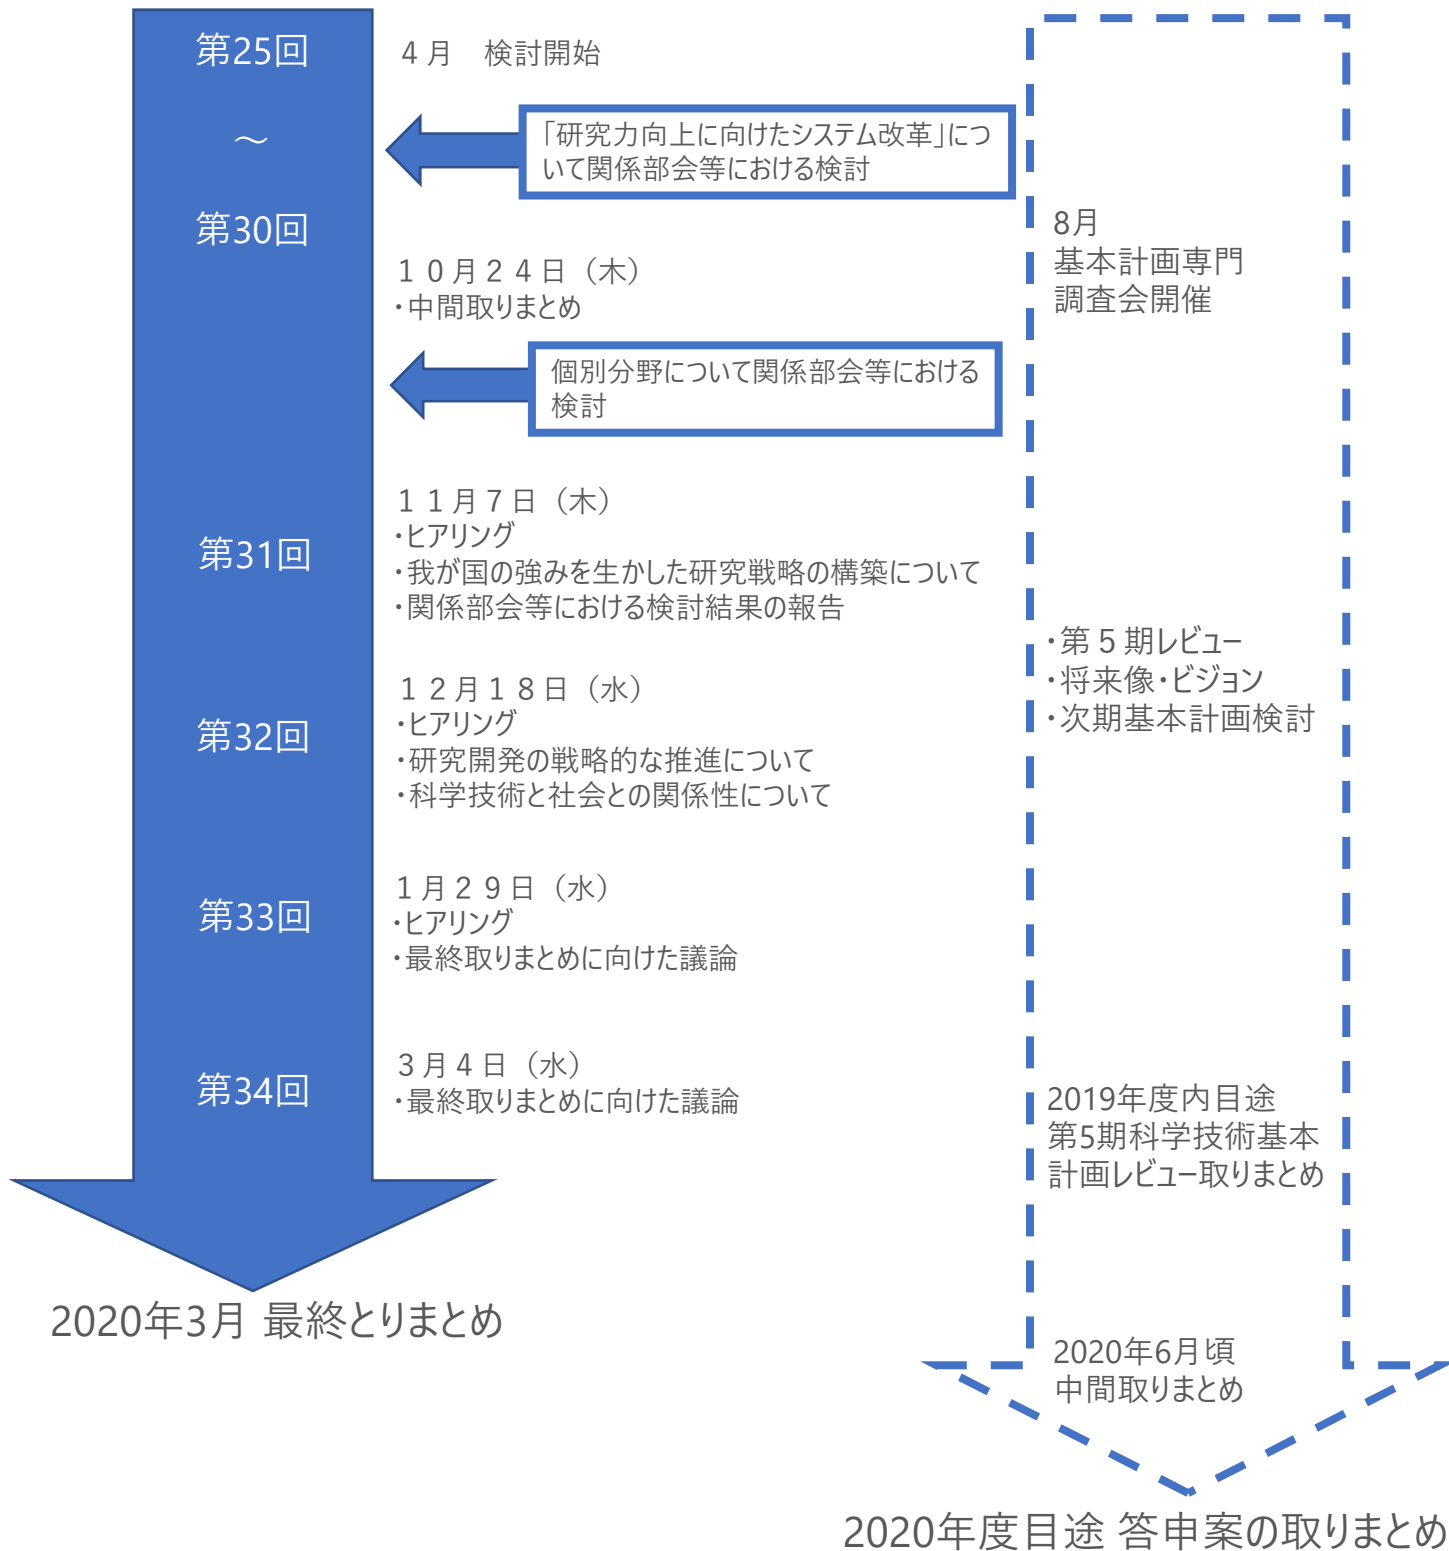 第25回
～
第30回
第31回
第32回
第33回
第34回
2020年3月 最終とりまとめ
４月　検討開始
「研究力向上に向けたシステム改革」につ
いて関係部会等における検討
１０月２４日（木）
・中間取りまとめ
個別分野について関係部会等における
検討
１１月７日（木）
・ヒアリング
・我が国の強みを生かした研究戦略の構築について
・関係部会等における検討結果の報告
１２月１８日（水）
・ヒアリング
・研究開発の戦略的な推進について
・科学技術と社会との関係性について
１月２９日（水）
・ヒアリング
・最終取りまとめに向けた議論
３月４日（水）
・最終取りまとめに向けた議論
8月
基本計画専門
調査会開催
・第５期レビュー
・将来像・ビジョン
・次期基本計画検討
2019年度内目途
第5期科学技術基本
計画レビュー取りまとめ
2020年6月頃
中間取りまとめ
2020年度目途 答申案の取りまとめ